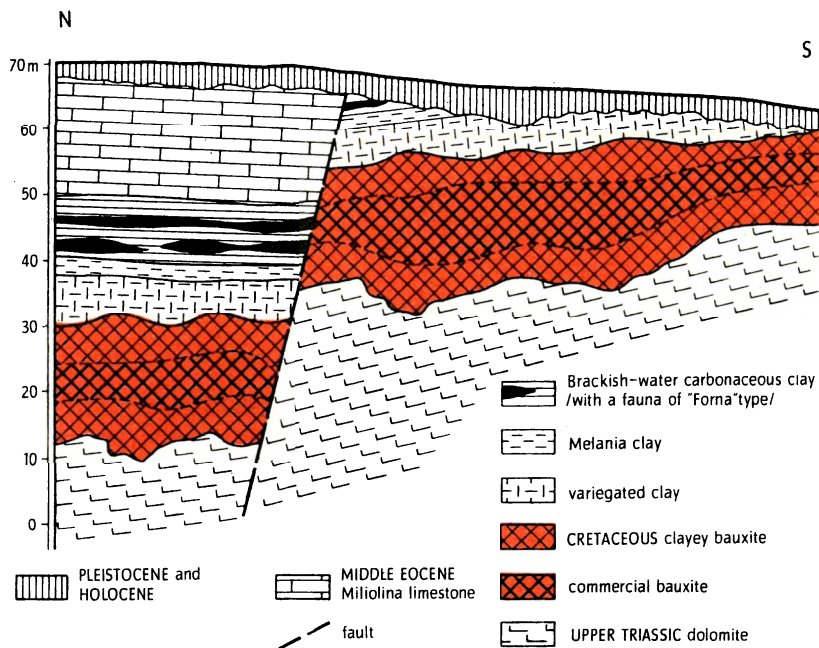 N
S
70 m
60
50
40
30
20
10
0
Brackish-water carbonaceous clay
/with a fauna of "Forna" type/
Melania clay
variegated clay
CRETACEOUS clayey bauxite
commercial bauxite
UPPER TRIASSIC dolomite
PLEISTOCENE and
HOLOCENE
MIDDLE EOCENE
Miliolina limestone
fault